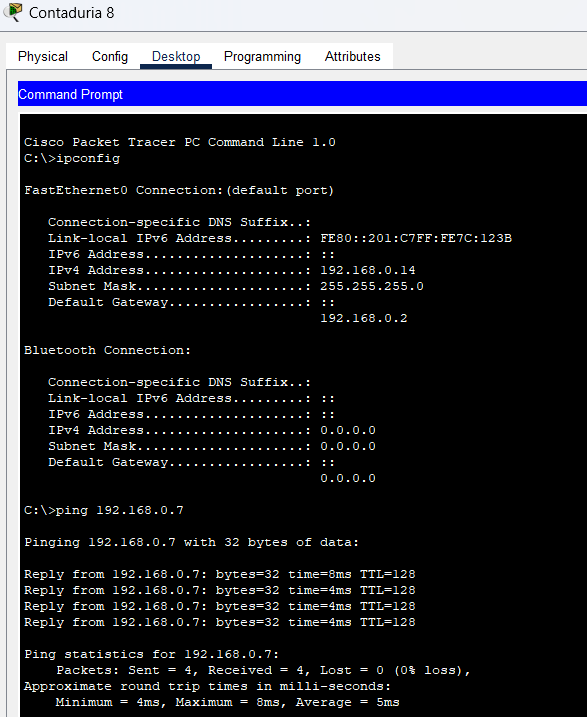 Contaduria 8
Physical Config Desktop Programming Attributes
Command Prompt
Cisco Packet Tracer PC Command Line 1.0
C:\>ipconfig
FastEthernet0 Connection:(default port)
Connection-specific DNS Suffix..:
Link-local IPv6 Address.........: FE80::201:C7FF:FE7C:123B
IPv6 Address....................: ::
IPv4 Address....................: 192.168.0.14
Subnet Mask.....................: 255.255.255.0
Default Gateway.................: ::
192.168.0.2
Bluetooth Connection:
Connection-specific DNS Suffix..:
Link-local IPv6 Address.........: ::
IPv6 Address....................: ::
IPv4 Address....................: 0.0.0.0
Subnet Mask.....................: 0.0.0.0
Default Gateway.................: ::
0.0.0.0
C:\>ping 192.168.0.7
Pinging 192.168.0.7 with 32 bytes of data:
Reply from 192.168.0.7: bytes=32 time=8ms TTL=128
Reply from 192.168.0.7: bytes=32 time=4ms TTL=128
Reply from 192.168.0.7: bytes=32 time=4ms TTL=128
Reply from 192.168.0.7: bytes=32 time=4ms TTL=128
Ping statistics for 192.168.0.7:
Packets: Sent = 4, Received = 4, Lost = 0 (0% loss),
Approximate round trip times in milli-seconds:
Minimum = 4ms, Maximum = 8ms, Average = 5ms